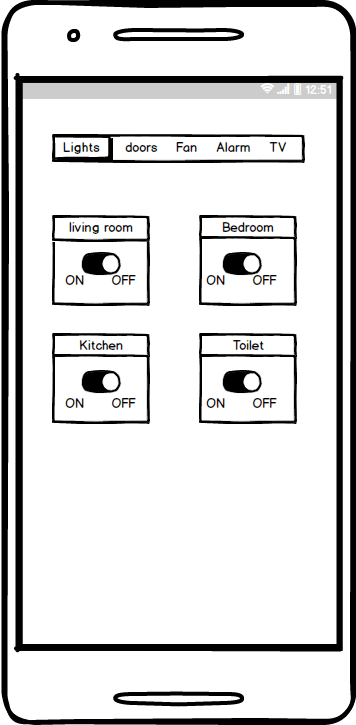 12:51
Lights doors Fan Alarm TV
living room Bedroom
ON OFF ON OFF
Kitchen Toilet
ON OFF ON OFF